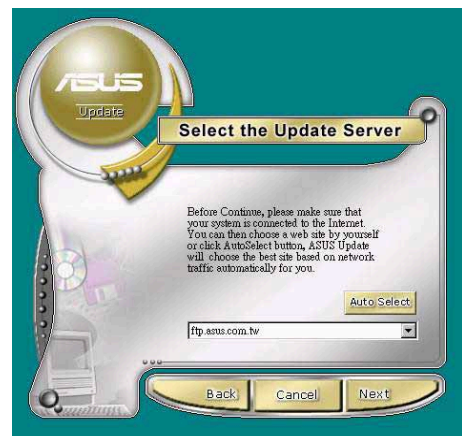 ASUS
Update
Select the Update Server
Before Continue, please make sure that
your system is connected to the Internet.
You can then choose a web site by yourself
or click AutoSelect button, ASUS Update
will choose the best site based on network
traffic automatically for you.
Auto Select
ftp.asus.com.tw
Back Cancel Next